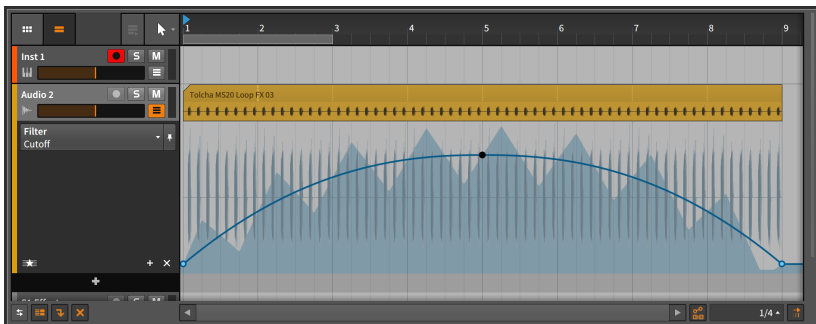 1 2 3 4 5 6 7 8 9
Inst 1 S M
Audio 2 S M
Tolcha MS20 Loop FX 03
Filter
Cutoff
S M
1/4